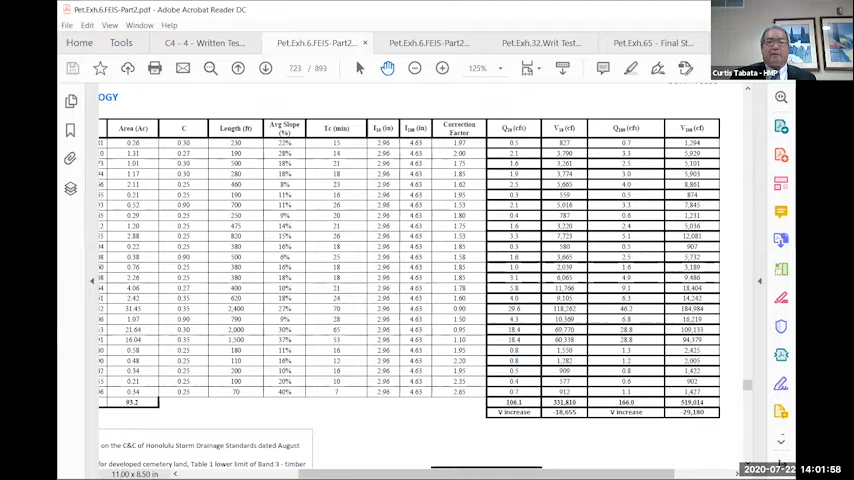 Pet.Exh.6.FEIS-Part2.pdf - Adobe Acrobat Reader DC
File Edit View Window Help
Home Tools C4 - 4 - Written Tes... Pet.Exh.6.FEIS-Part2... × Pet.Exh.6.FEIS-Part2... Pet.Exh.32.Writ Test... Pet.Exh.65 - Final St...
723 / 893 125%
Curtis Tabata - HMP
OGY
Area (Ac) C Length (ft) Avg Slope (%) Tc (min) I10 (in) I100 (in) Correction Factor Q10 (cfs) V10 (cf) Q100 (cfs) V100 (cf)
0.26 0.30 230 22% 15 2.96 4.63 1.97 0.5 827 0.7 1,294
1.31 0.27 190 28% 14 2.96 4.63 2.00 2.1 3,790 3.3 5,929
1.01 0.30 500 18% 21 2.96 4.63 1.75 1.6 3,261 2.5 5,101
1.17 0.30 280 18% 18 2.96 4.63 1.85 1.9 3,774 3.0 5,903
2.11 0.25 460 8% 23 2.96 4.63 1.62 2.5 5,665 4.0 8,861
0.21 0.25 190 11% 16 2.96 4.63 1.95 0.3 559 0.5 874
0.52 0.90 700 11% 26 2.96 4.63 1.53 2.1 5,016 3.3 7,845
0.29 0.25 250 9% 20 2.96 4.63 1.80 0.4 787 0.6 1,231
1.20 0.25 475 14% 21 2.96 4.63 1.75 1.6 3,220 2.4 5,036
2.88 0.25 820 15% 26 2.96 4.63 1.53 3.3 7,723 5.1 12,081
0.22 0.25 380 16% 18 2.96 4.63 1.85 0.3 580 0.5 907
0.38 0.90 500 6% 25 2.96 4.63 1.58 1.6 3,665 2.5 5,732
0.76 0.25 380 16% 18 2.96 4.63 1.85 1.0 2,039 1.6 3,189
2.26 0.25 380 18% 18 2.96 4.63 1.85 3.1 6,065 4.9 9,486
4.06 0.27 400 10% 21 2.96 4.63 1.78 5.8 11,766 9.1 18,404
2.42 0.35 620 18% 24 2.96 4.63 1.60 4.0 9,105 6.3 14,242
31.45 0.35 2,400 27% 70 2.96 4.63 0.90 29.6 118,262 46.2 184,984
1.07 0.90 790 9% 28 2.96 4.63 1.50 4.3 10,369 6.8 16,219
21.64 0.30 2,000 30% 65 2.96 4.63 0.95 18.4 69,770 28.8 109,133
16.04 0.35 1,500 37% 53 2.96 4.63 1.10 18.4 60,338 28.8 94,379
0.58 0.25 180 11% 16 2.96 4.63 1.95 0.8 1,550 1.3 2,425
0.48 0.25 110 16% 12 2.96 4.63 2.20 0.8 1,282 1.2 2,005
0.34 0.25 200 10% 16 2.96 4.63 1.95 0.5 909 0.8 1,422
0.21 0.25 100 20% 10 2.96 4.63 2.35 0.4 577 0.6 902
0.34 0.25 70 40% 7 2.96 4.63 2.65 0.7 912 1.1 1,427
93.2 106.1 331,810 166.0 519,014
V increase -18,655 V increase -29,180
on the C&C of Honolulu Storm Drainage Standards dated August
for developed cemetery land, Table 1 lower limit of Band 3 - timber
11.00 x 8.50 in
2020-07-22 14:01:58